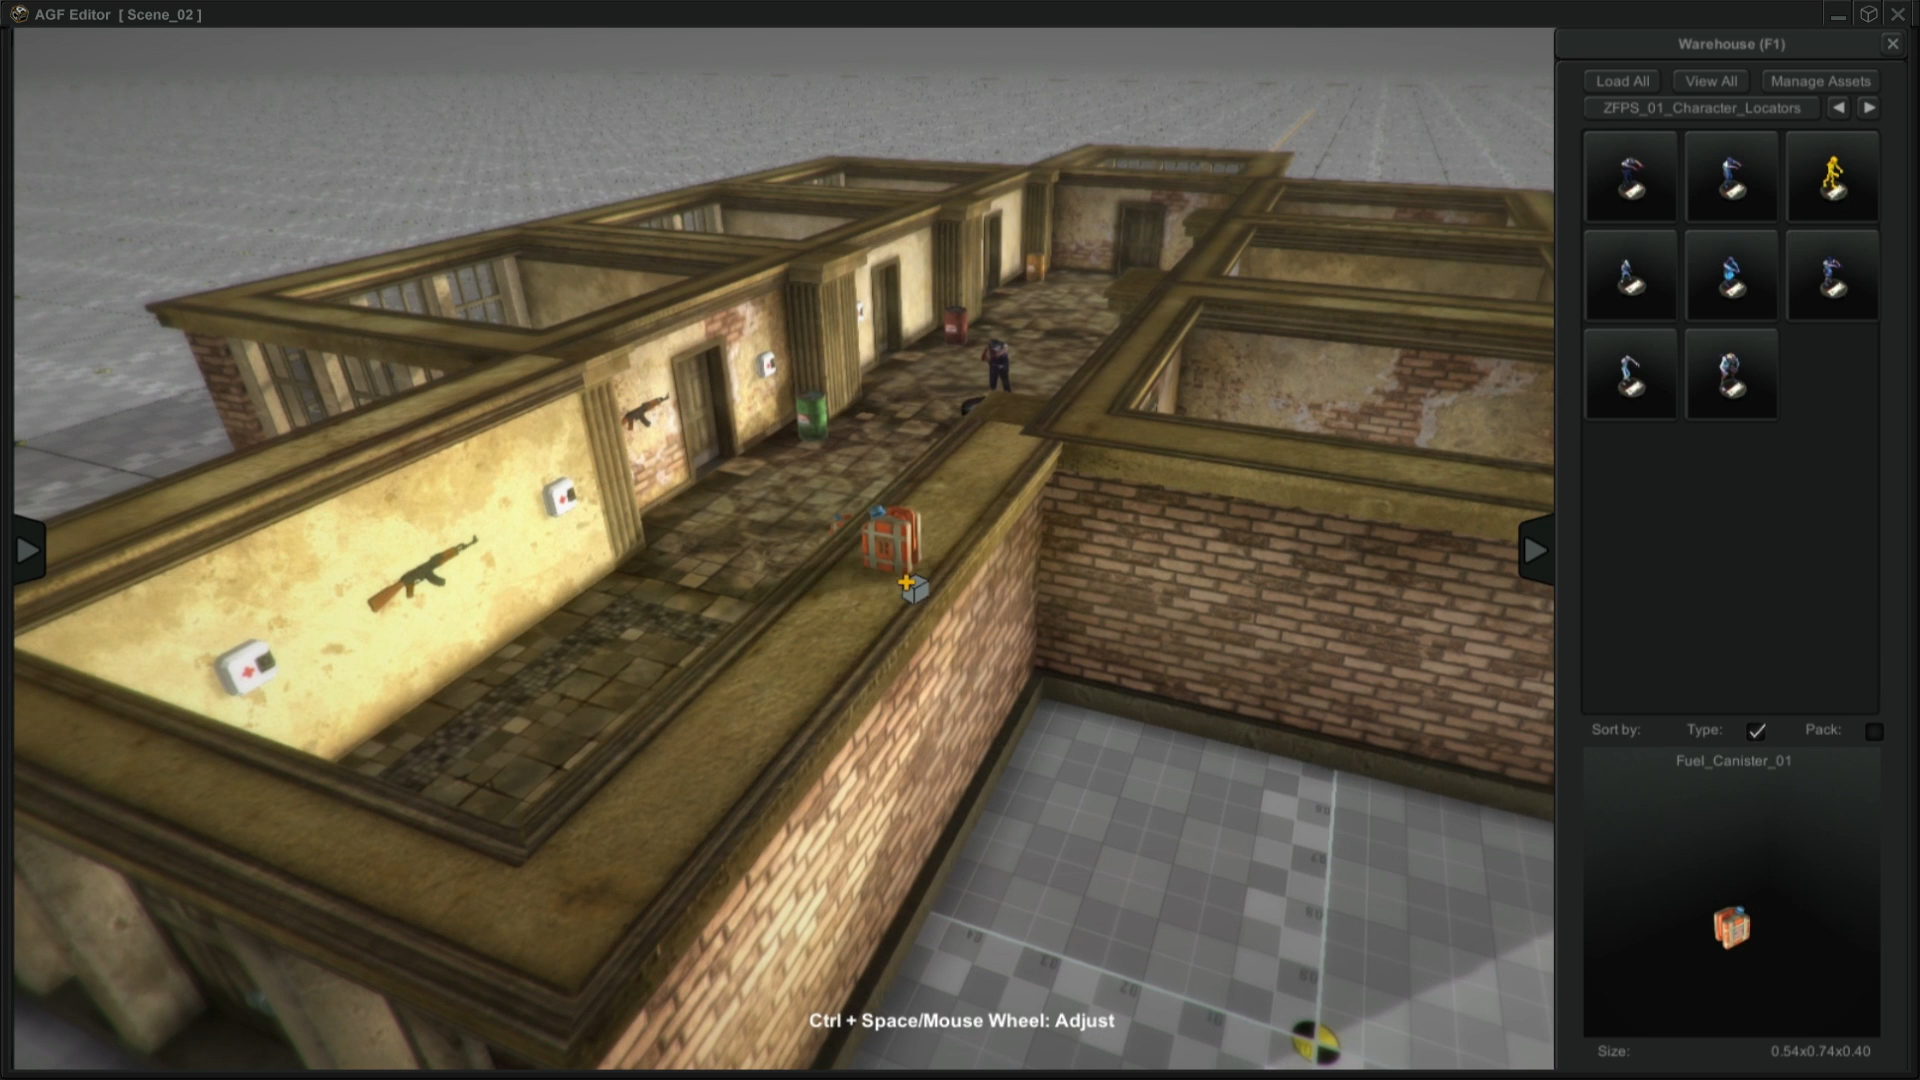 AGF Editor [ Scene_02 ]
Warehouse (F1)
Load All
View All
Manage Assets
ZFPS_01_Character_Locators
Sort by:
Type:
Pack:
Fuel_Canister_01
Ctrl + Space/Mouse Wheel: Adjust
Size:
0.54x0.74x0.40